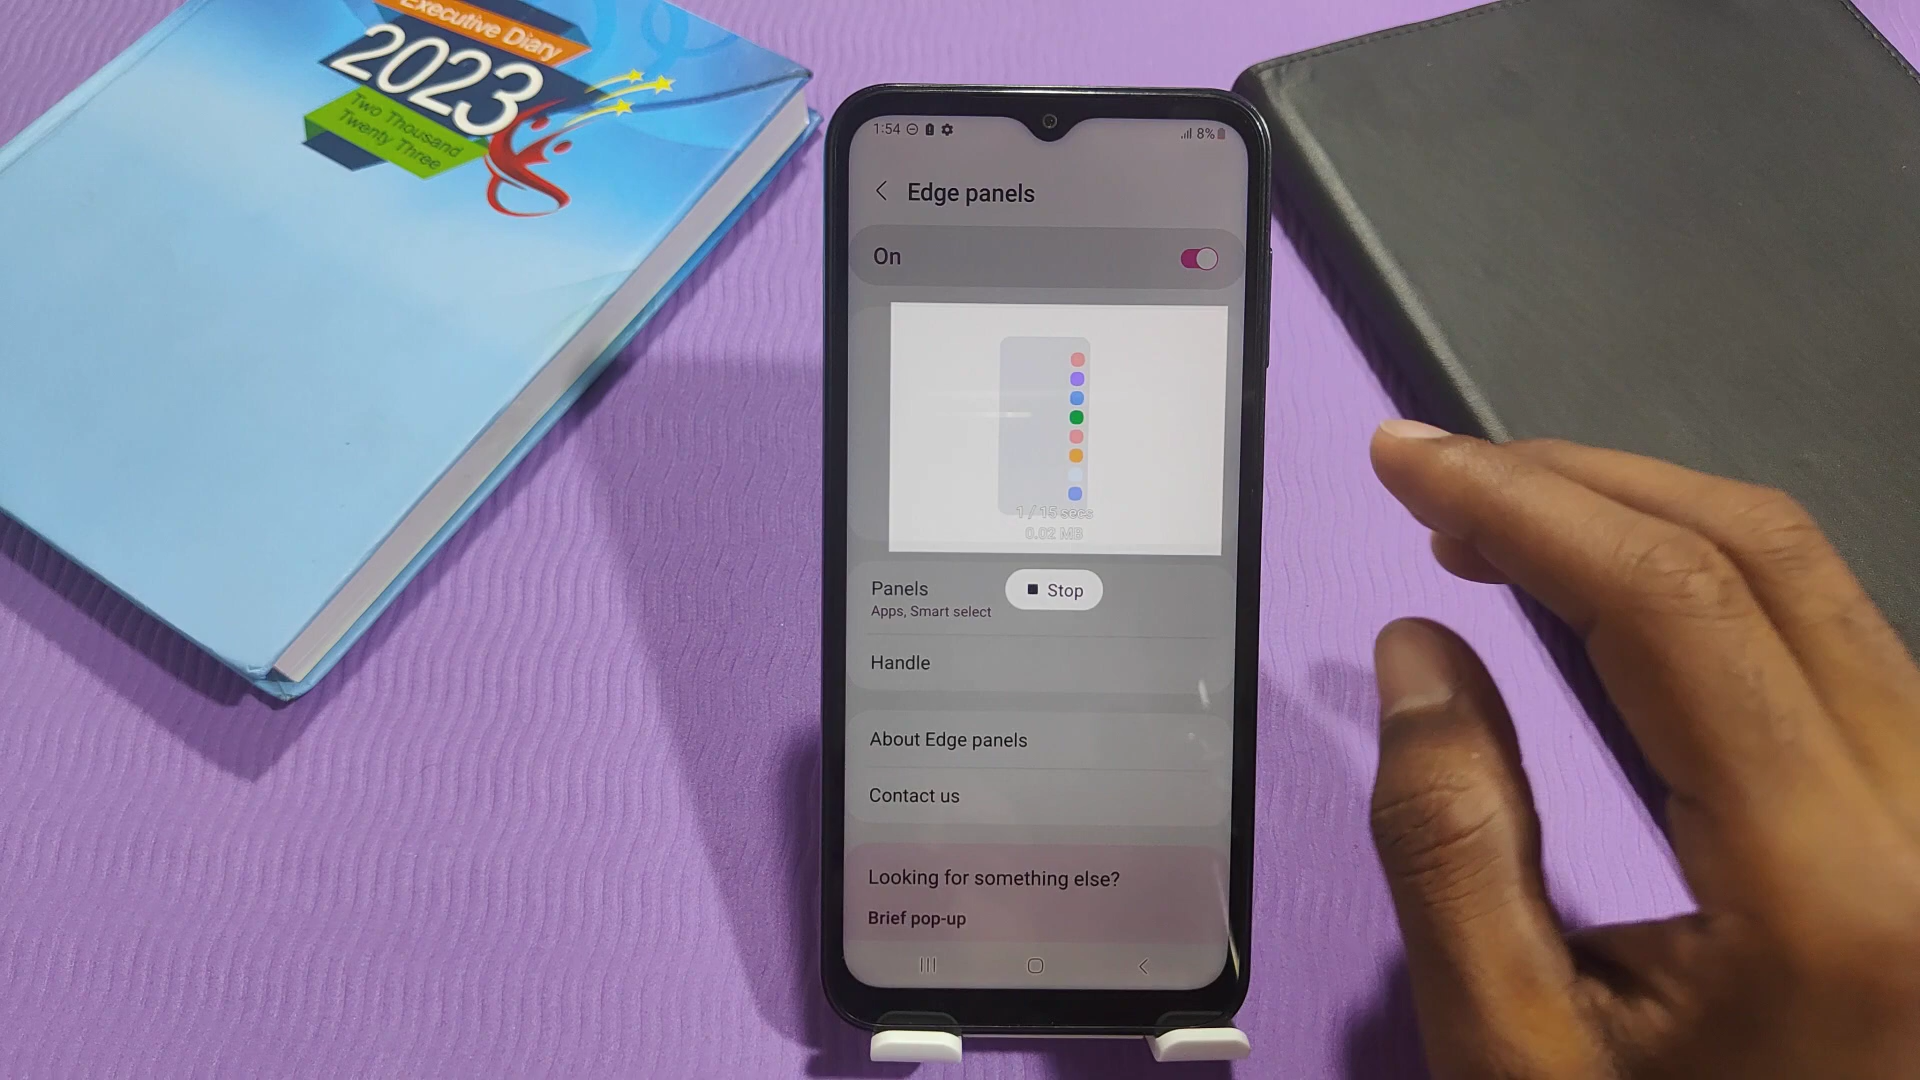 Executive Diary
2023
Two Thousand
Twenty Three
1:54
8%
Edge panels
On
1 / 15 secs
0.02 MB
Panels
Stop
Apps, Smart select
Handle
About Edge panels
Contact us
Looking for something else?
Brief pop-up